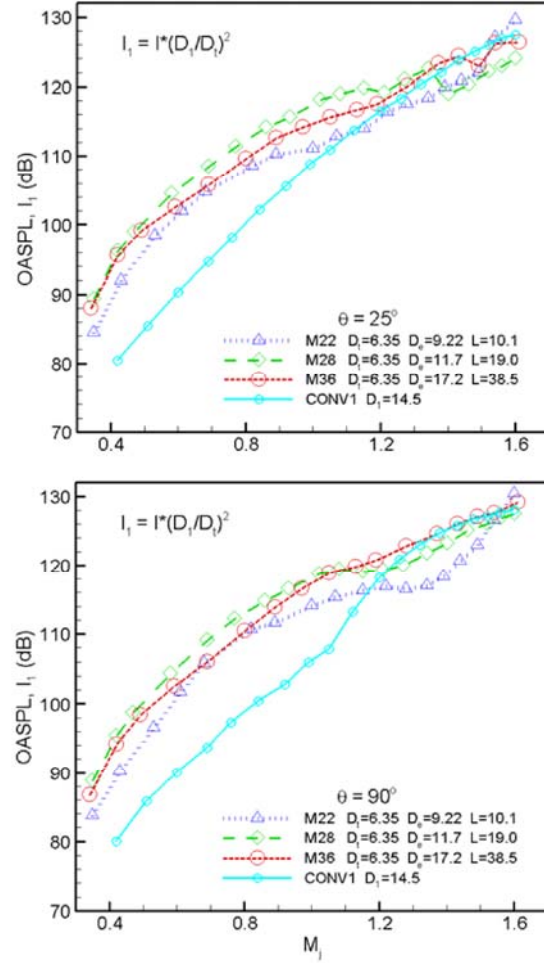 130
120
110
100
90
80
70
OASPL, I₁ (dB)
I₁ = I*(D₁/Dₜ)²
θ = 25°
M22 Dₜ=6.35 Dₑ=9.22 L=10.1
M28 Dₜ=6.35 Dₑ=11.7 L=19.0
M36 Dₜ=6.35 Dₑ=17.2 L=38.5
CONV1 D₁=14.5
0.4 0.8 1.2 1.6
130
120
110
100
90
80
70
OASPL, I₁ (dB)
I₁ = I*(D₁/Dₜ)²
θ = 90°
M22 Dₜ=6.35 Dₑ=9.22 L=10.1
M28 Dₜ=6.35 Dₑ=11.7 L=19.0
M36 Dₜ=6.35 Dₑ=17.2 L=38.5
CONV1 D₁=14.5
0.4 0.8 1.2 1.6
Mⱼ